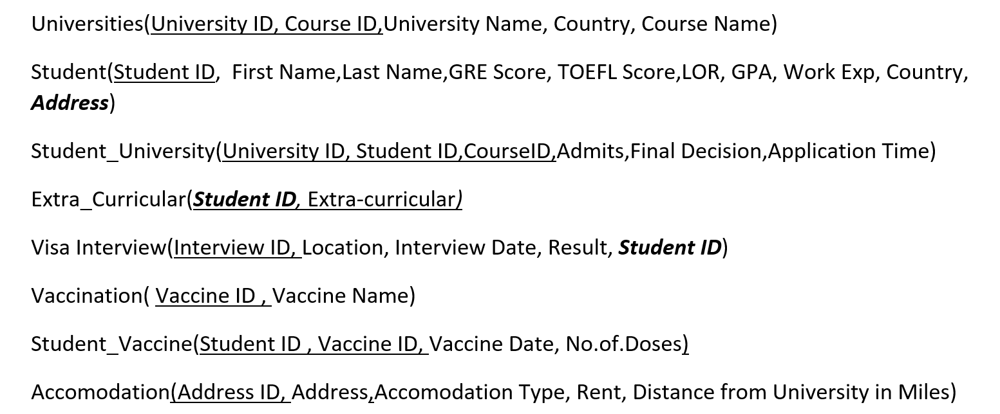 Universities(University ID, Course ID,University Name, Country, Course Name)
Student(Student ID,  First Name,Last Name,GRE Score, TOEFL Score,LOR, GPA, Work Exp, Country,
Address)
Student_University(University ID, Student ID,CourseID,Admits,Final Decision,Application Time)
Extra_Curricular(Student ID, Extra-curricular)
Visa Interview(Interview ID, Location, Interview Date, Result, Student ID)
Vaccination( Vaccine ID , Vaccine Name)
Student_Vaccine(Student ID , Vaccine ID, Vaccine Date, No.of.Doses)
Accomodation(Address ID, Address,Accomodation Type, Rent, Distance from University in Miles)